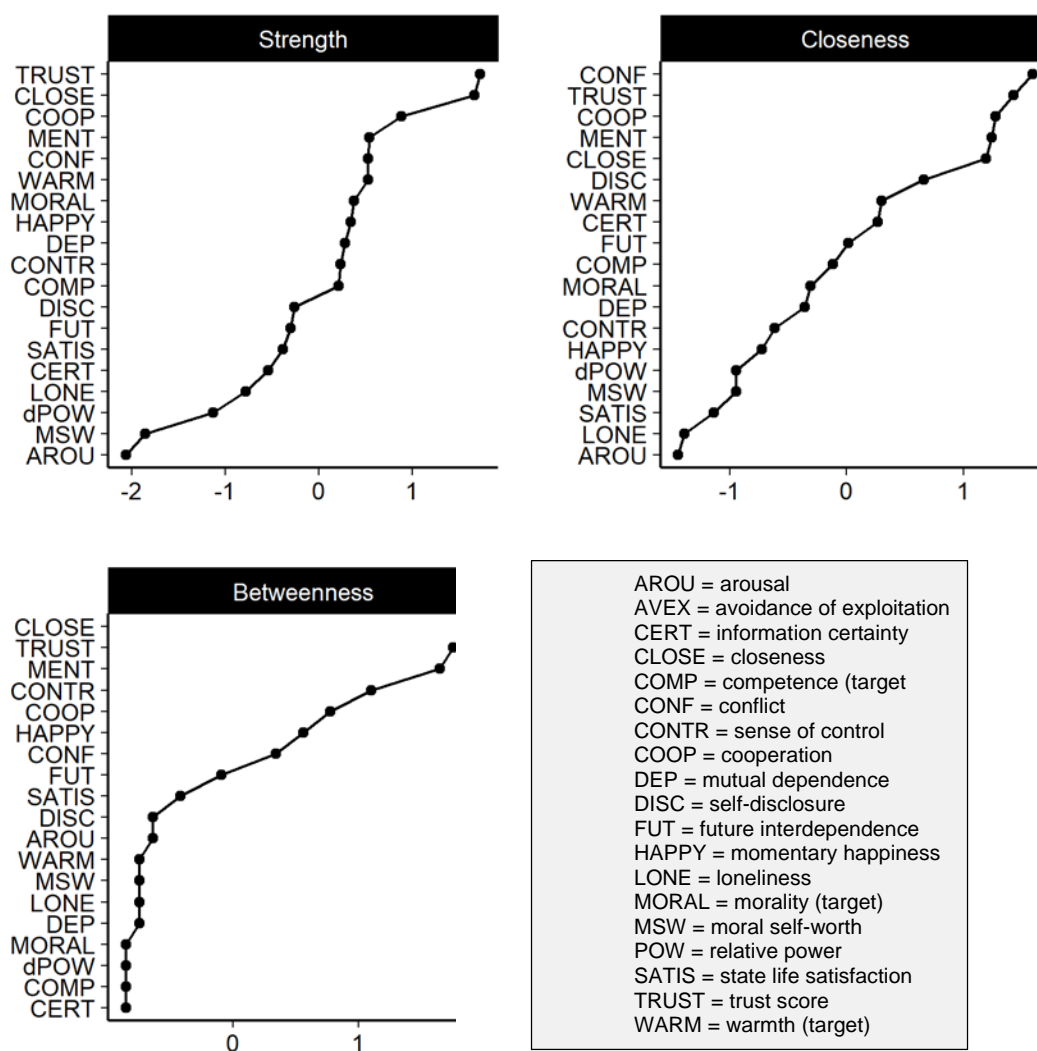 Strength
TRUST
CLOSE
COOP
MENT
CONF
WARM
MORAL
HAPPY
DEP
CONTR
COMP
DISC
FUT
SATIS
CERT
LONE
dPOW
MSW
AROU
-2 -1 0 1
Closeness
CONF
TRUST
COOP
MENT
CLOSE
DISC
WARM
CERT
FUT
COMP
MORAL
DEP
CONTR
HAPPY
dPOW
MSW
SATIS
LONE
AROU
-1 0 1
Betweenness
CLOSE
TRUST
MENT
CONTR
COOP
HAPPY
CONF
FUT
SATIS
DISC
AROU
WARM
MSW
LONE
DEP
MORAL
dPOW
COMP
CERT
0 1
AROU = arousal
AVEX = avoidance of exploitation
CERT = information certainty
CLOSE = closeness
COMP = competence (target
CONF = conflict
CONTR = sense of control
COOP = cooperation
DEP = mutual dependence
DISC = self-disclosure
FUT = future interdependence
HAPPY = momentary happiness
LONE = loneliness
MORAL = morality (target)
MSW = moral self-worth
POW = relative power
SATIS = state life satisfaction
TRUST = trust score
WARM = warmth (target)